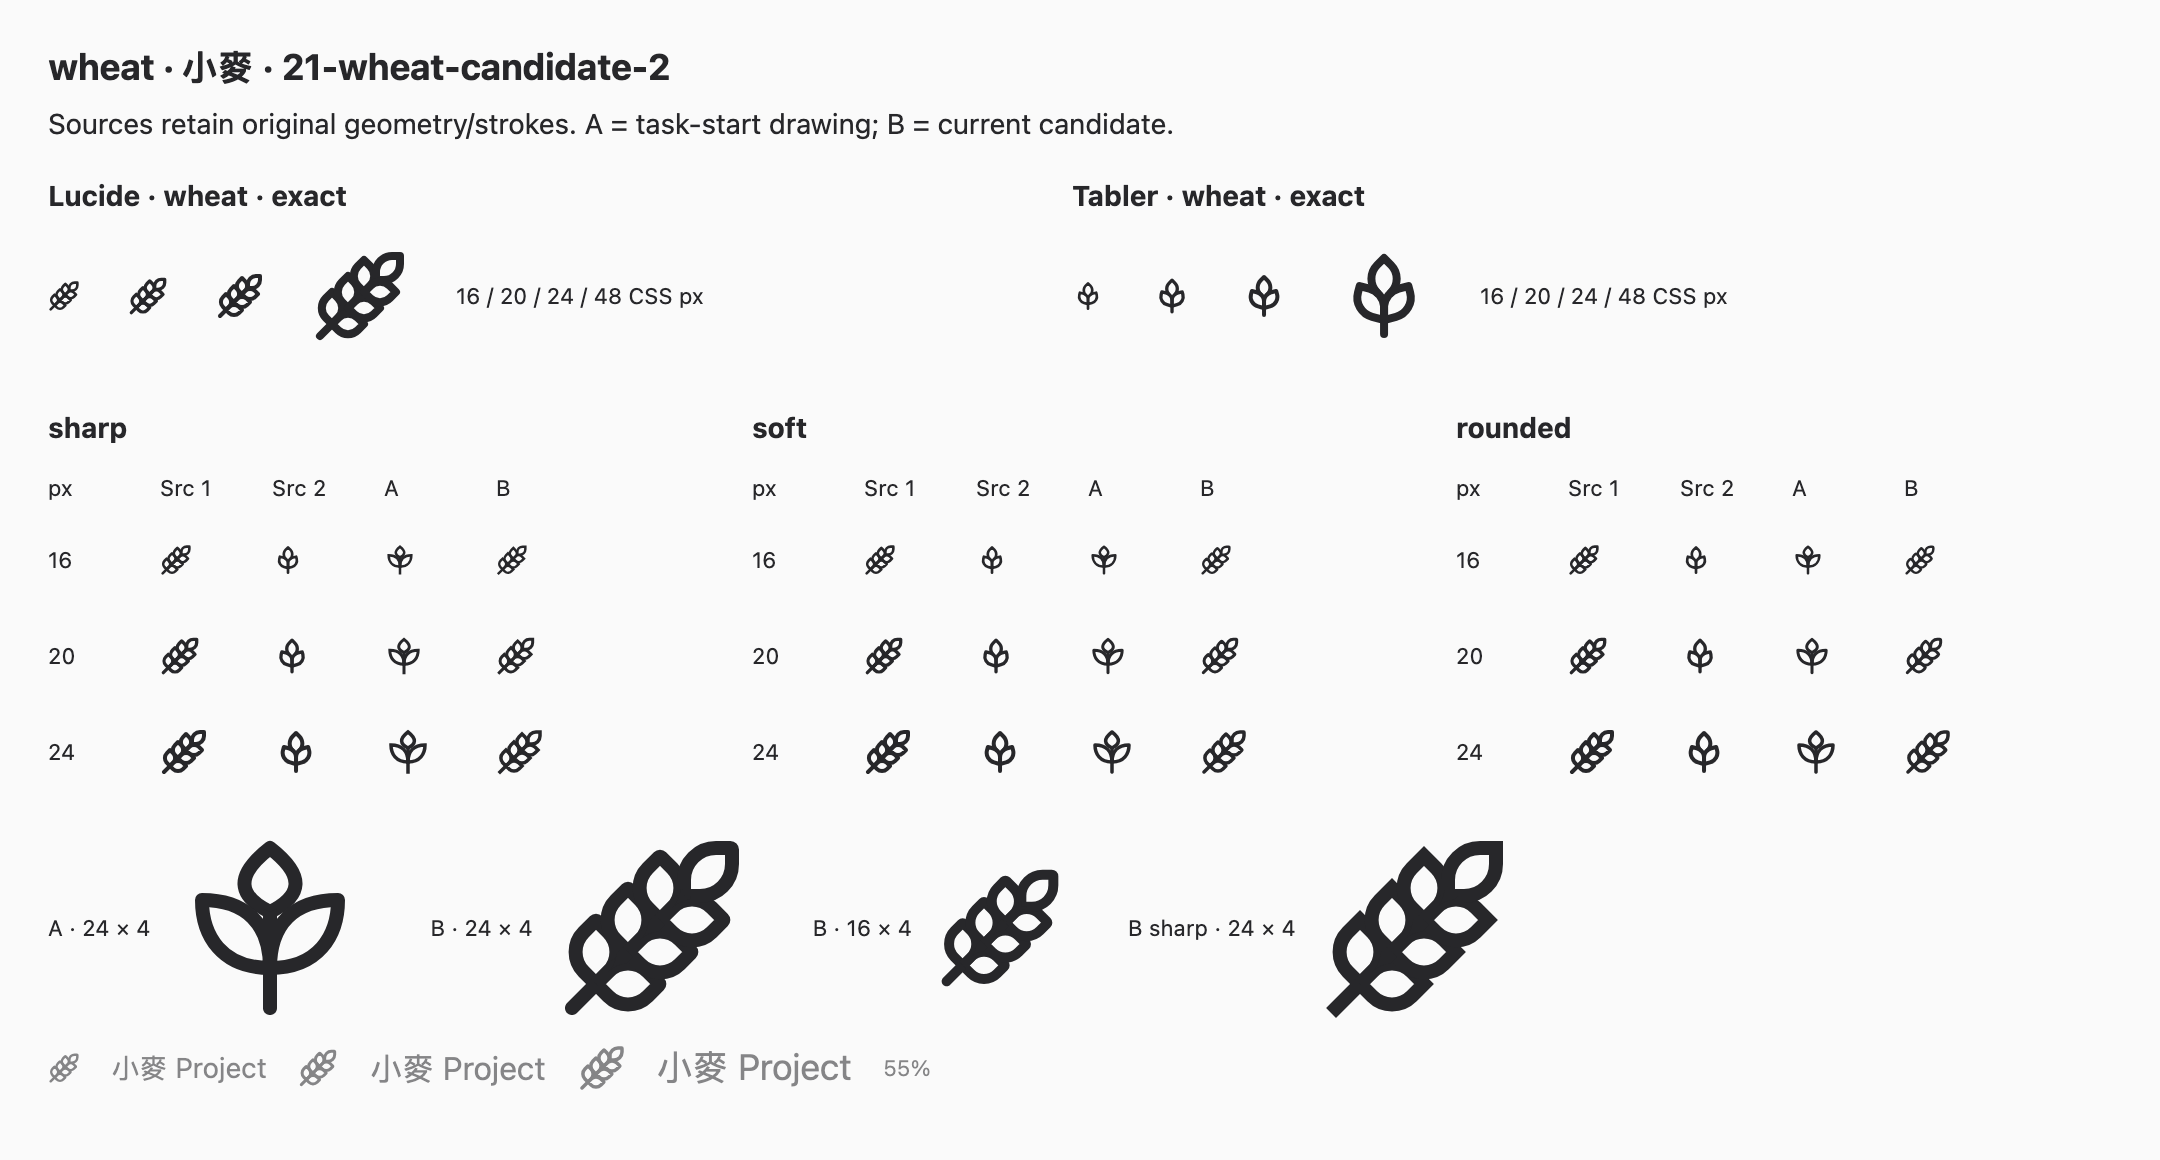 wheat · 小麥 · 21-wheat-candidate-2
Sources retain original geometry/strokes. A = task-start drawing; B = current candidate.
Lucide · wheat · exact
Tabler · wheat · exact
16 / 20 / 24 / 48 CSS px
16 / 20 / 24 / 48 CSS px
sharp
soft
rounded
px Src 1 Src 2 A B
px Src 1 Src 2 A B
px Src 1 Src 2 A B
16
16
16
20
20
20
24
24
24
A · 24 × 4
B · 24 × 4
B · 16 × 4
B sharp · 24 × 4
小麥 Project
小麥 Project
小麥 Project
55%